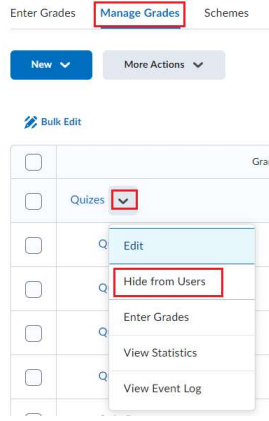 Enter Grades Manage Grades Schemes
New More Actions
Bulk Edit
Gra
Quizes
Q Edit
Q Hide from Users
Q Enter Grades
View Statistics
Q View Event Log